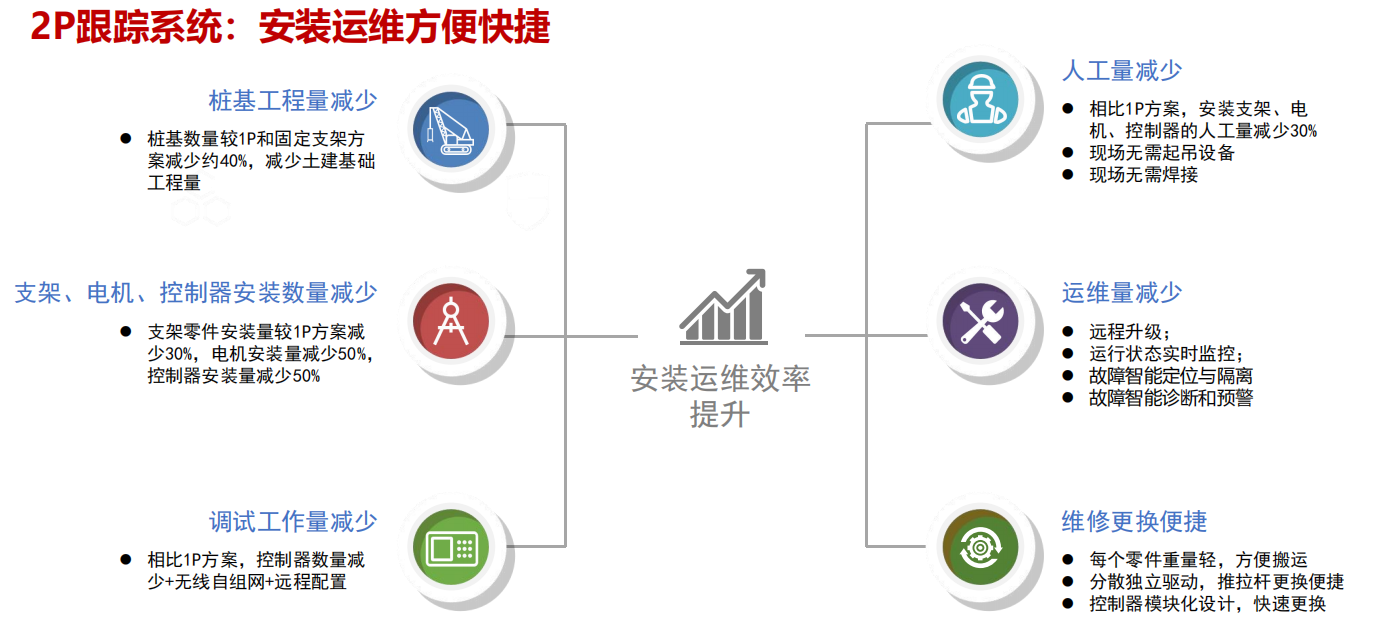 2P跟踪系统：安装运维方便快捷
桩基工程量减少
● 桩基数量较1P和固定支架方
案减少约40%，减少土建基础
工程量
支架、电机、控制器安装数量减少
● 支架零件安装量较1P方案减
少30%，电机安装量减少50%，
控制器安装量减少50%
调试工作量减少
● 相比1P方案，控制器数量减
少+无线自组网+远程配置
安装运维效率
提升
人工量减少
● 相比1P方案，安装支架、电
机、控制器的人工量减少30%
● 现场无需起吊设备
● 现场无需焊接
运维量减少
● 远程升级；
● 运行状态实时监控；
● 故障智能定位与隔离
● 故障智能诊断和预警
维修更换便捷
● 每个零件重量轻，方便搬运
● 分散独立驱动，推拉杆更换便捷
● 控制器模块化设计，快速更换